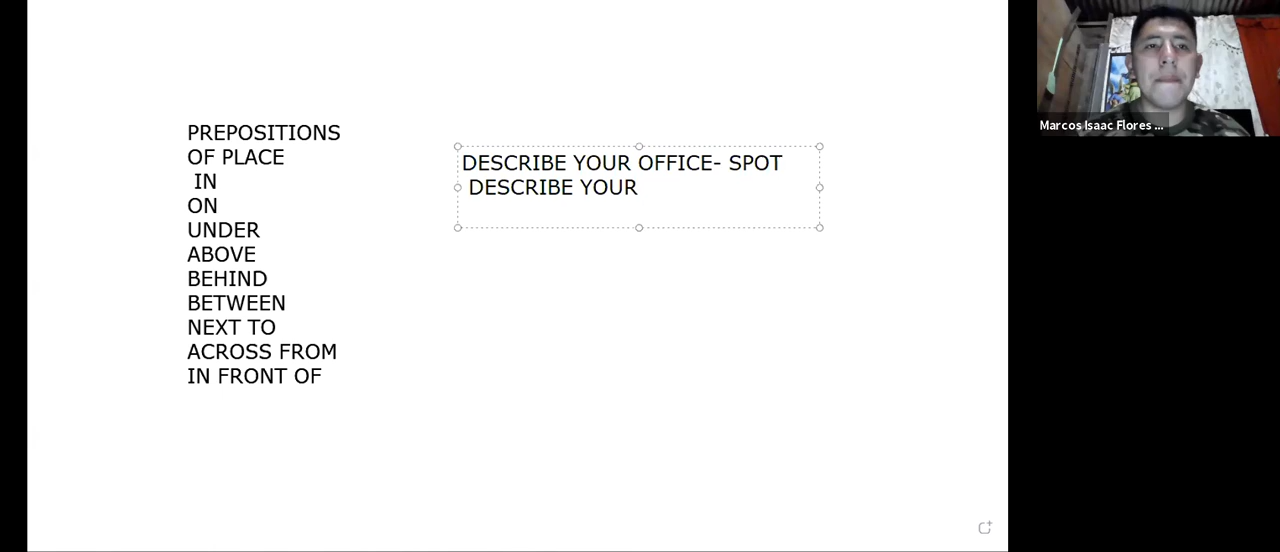 PREPOSITIONS
OF PLACE
IN
ON
UNDER
ABOVE
BEHIND
BETWEEN
NEXT TO
ACROSS FROM
IN FRONT OF
DESCRIBE YOUR OFFICE- SPOT
DESCRIBE YOUR
Marcos Isaac Flores ...